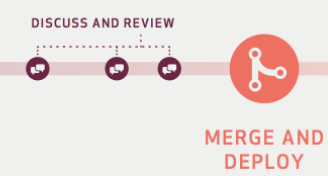 DISCUSS AND REVIEW
MERGE AND
DEPLOY